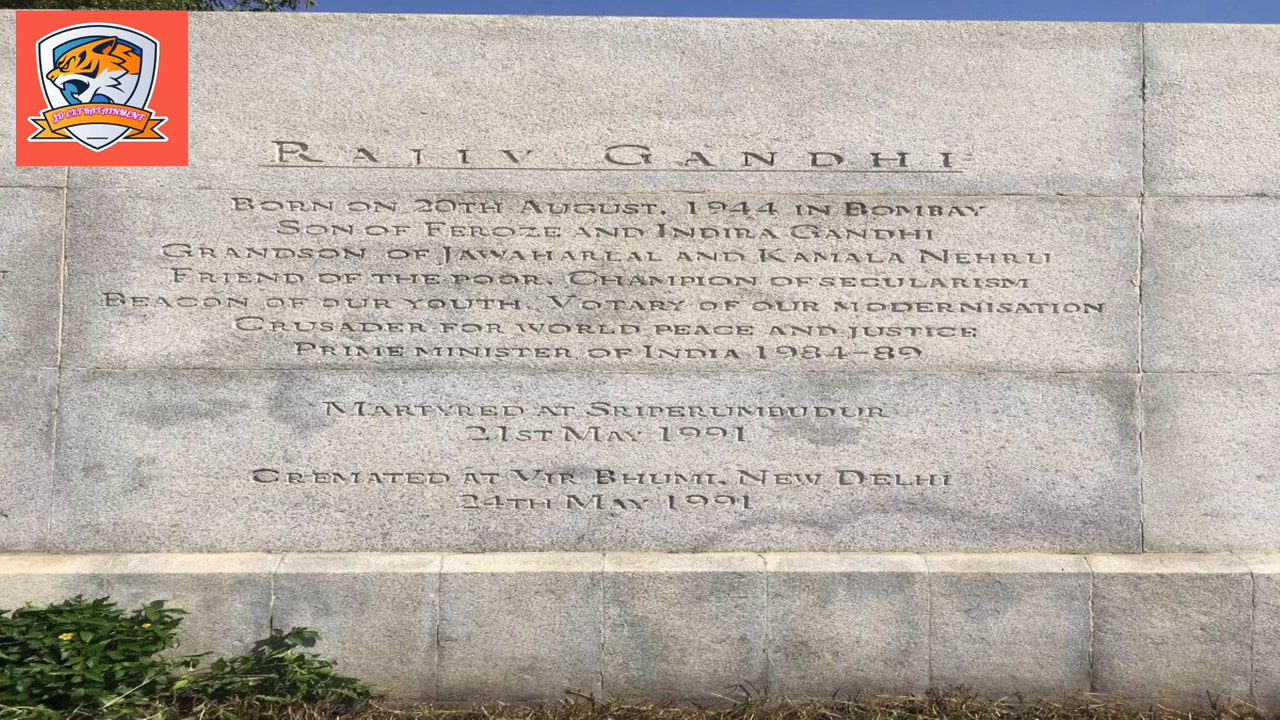 JD EXTRATAINMENT
RAJIV GANDHI
BORN ON 20TH AUGUST, 1944 IN BOMBAY
SON OF FEROZE AND INDIRA GANDHI
GRANDSON OF JAWAHARLAL AND KAMALA NEHRU
FRIEND OF THE POOR, CHAMPION OF SECULARISM
BEACON OF OUR YOUTH, VOTARY OF OUR MODERNISATION
CRUSADER FOR WORLD PEACE AND JUSTICE
PRIME MINISTER OF INDIA 1984-89
MARTYRED AT SRIPERUMBUDUR
21ST MAY 1991
CREMATED AT VIR BHUMI, NEW DELHI
24TH MAY 1991